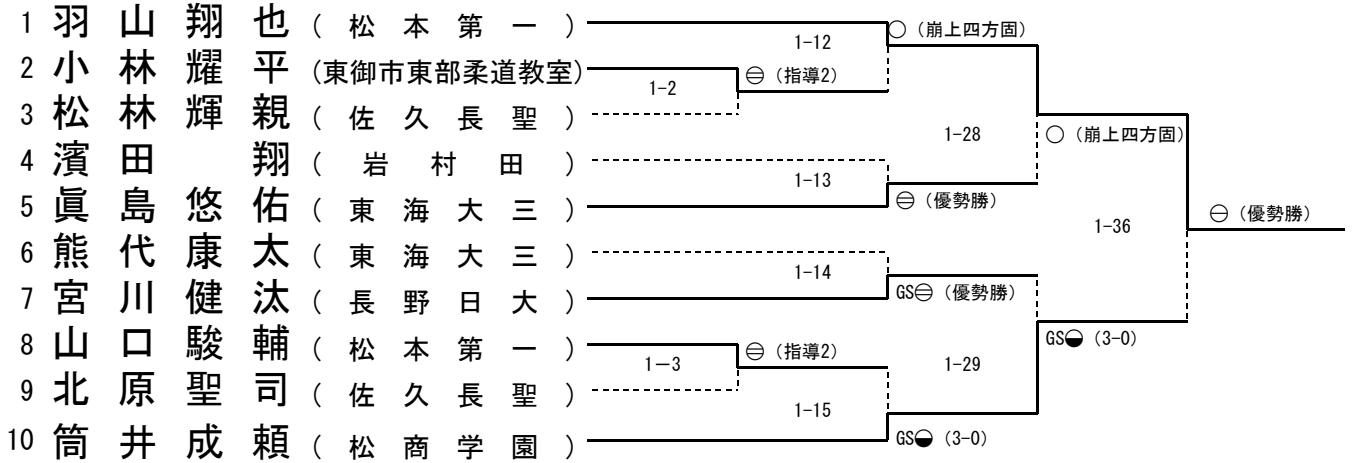 1 羽山翔也 (松本第一)
1-12
○ (崩上四方固)
2 小林耀平 (東御市東部柔道教室)
1-2
⊖ (指導2)
3 松林輝親 (佐久長聖)
1-28
○ (崩上四方固)
4 濱田翔 (岩村田)
1-13
5 眞島悠佑 (東海大三)
⊖ (優勢勝)
1-36
⊖ (優勢勝)
6 熊代康太 (東海大三)
1-14
7 宮川健汰 (長野日大)
GS⊖ (優勢勝)
8 山口駿輔 (松本第一)
1－3
⊖ (指導2)
1-29
GS◒ (3-0)
9 北原聖司 (佐久長聖)
1-15
10 筒井成頼 (松商学園)
GS◒ (3-0)